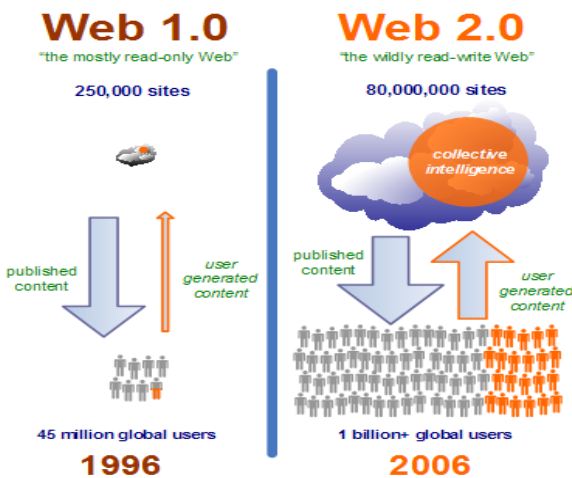 Web 1.0
“the mostly read-only Web”
250,000 sites
published
content
user
generated
content
45 million global users
1996
Web 2.0
“the wildly read-write Web”
80,000,000 sites
collective
intelligence
published
content
user
generated
content
1 billion+ global users
2006